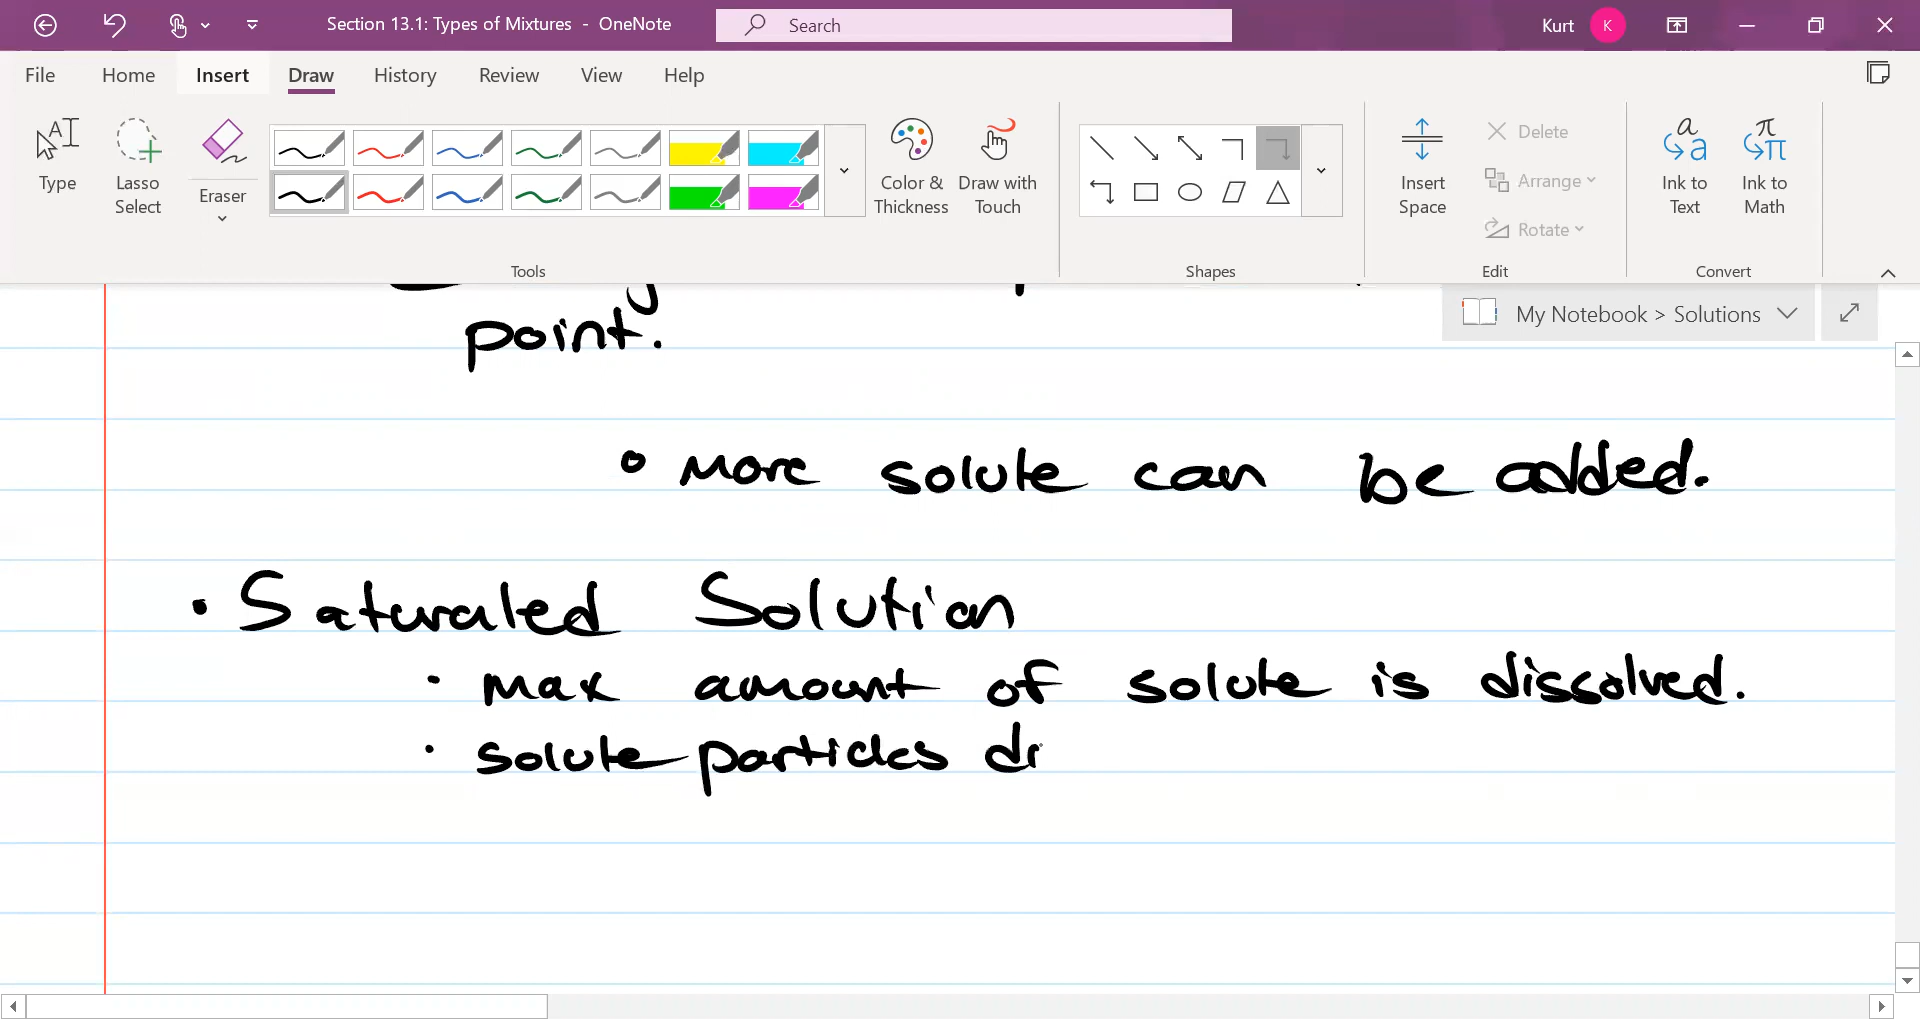 Section 13.1: Types of Mixtures - OneNote
Search
Kurt K
File Home Insert Draw History Review View Help
Type
Lasso Select
Eraser
Color & Thickness
Draw with Touch
Insert Space
Delete
Arrange
Rotate
Ink to Text
Ink to Math
Tools Shapes Edit Convert
My Notebook > Solutions
point.
• more solute can be added.
• Saturated Solution
• max amount of solute is dissolved.
• solute particles